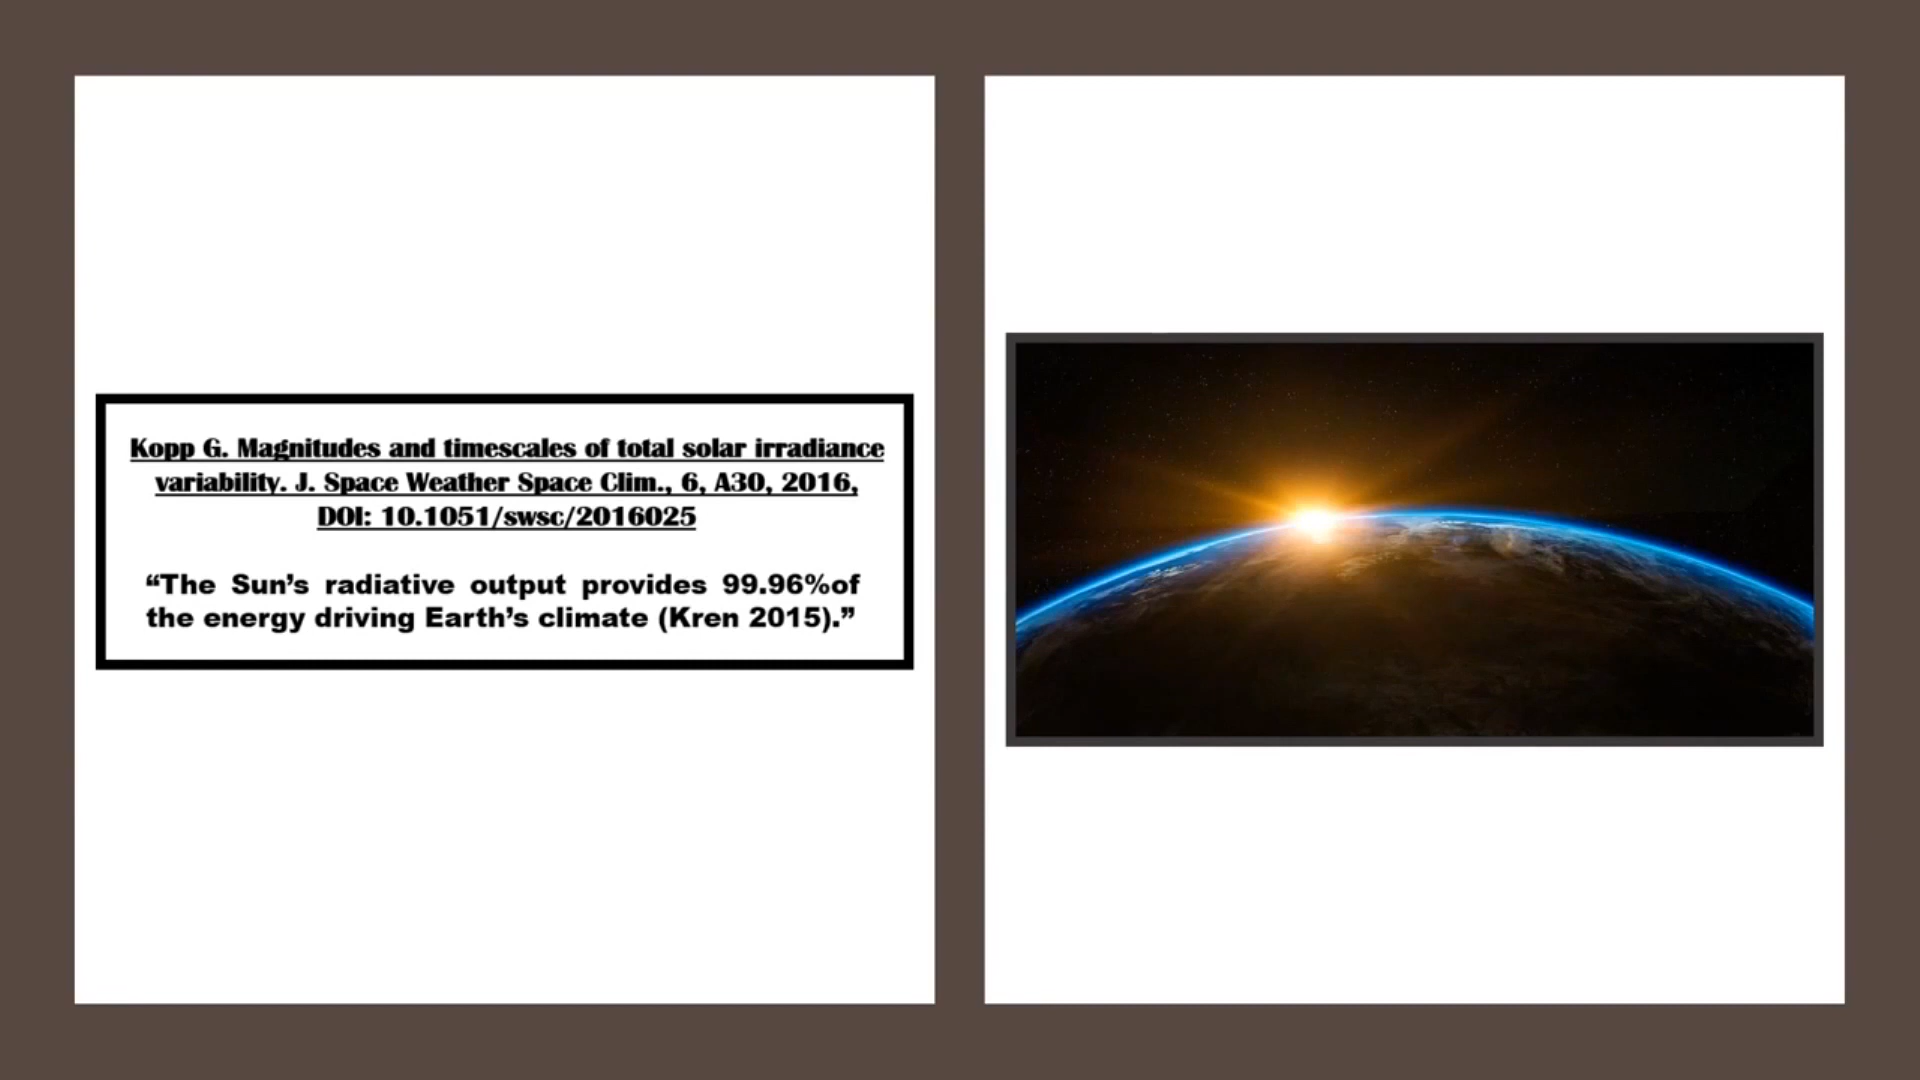 Kopp G. Magnitudes and timescales of total solar irradiance
variability. J. Space Weather Space Clim., 6, A30, 2016,
DOI: 10.1051/swsc/2016025
“The Sun’s radiative output provides 99.96%of
the energy driving Earth’s climate (Kren 2015).”